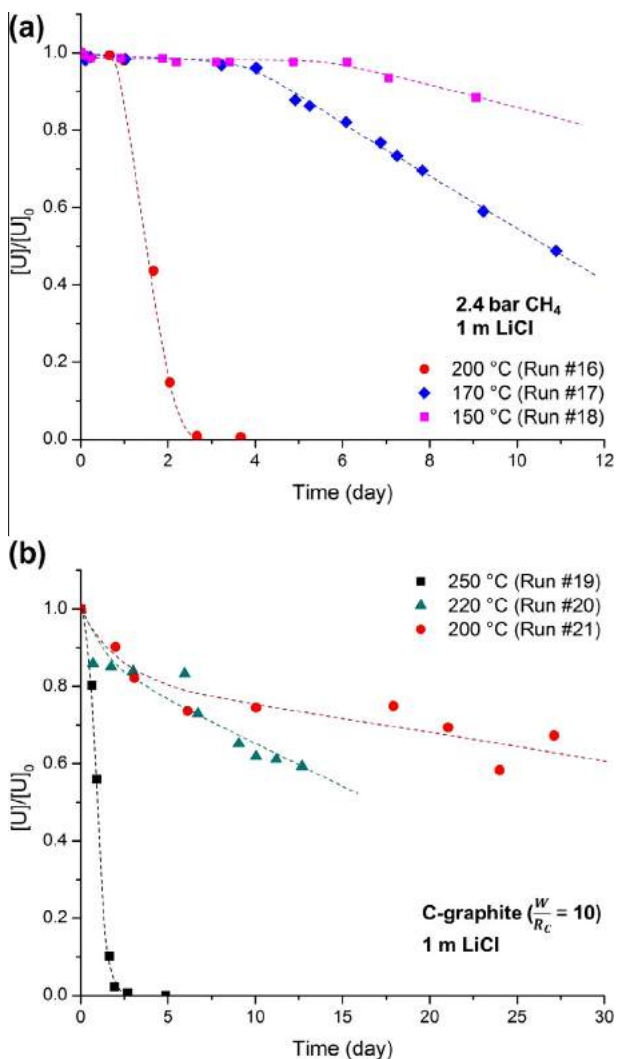 (a)
1.0
0.8
0.6
0.4
0.2
0.0
[U]/[U]₀
2.4 bar CH₄
1 m LiCl
200 °C (Run #16)
170 °C (Run #17)
150 °C (Run #18)
0 2 4 6 8 10 12
Time (day)
(b)
250 °C (Run #19)
220 °C (Run #20)
200 °C (Run #21)
1.0
0.8
0.6
0.4
0.2
0.0
[U]/[U]₀
C-graphite (W/R_C = 10)
1 m LiCl
0 5 10 15 20 25 30
Time (day)